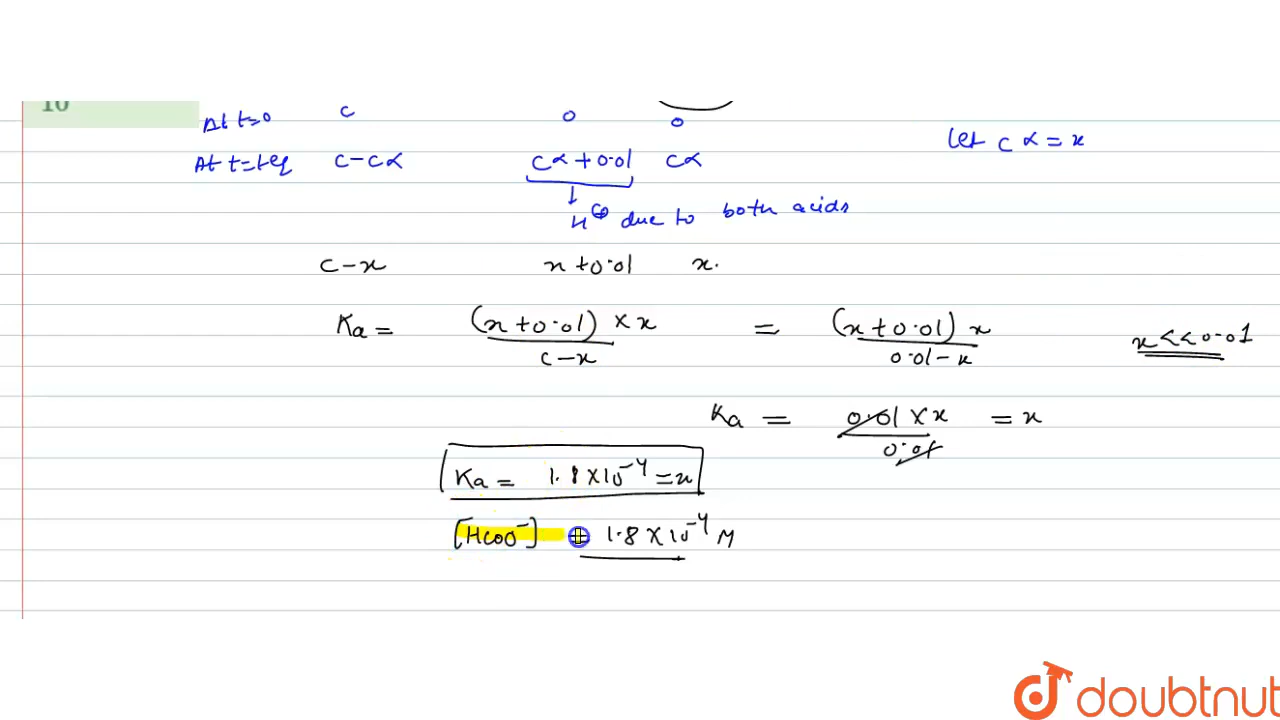 10
At t=0 c 0 0
At t=teq c-cα cα+0.01 cα let cα=x
↓
H⊕ due to both acids
c-x x+0.01 x.
Ka = (x+0.01)×x / c-x = (x+0.01)x / 0.01-x x<<0.01
Ka = 0.01×x / 0.01 = x
Ka = 1.8×10⁻⁴ = x
[HCOO⁻] = 1.8×10⁻⁴ M
doubtnut